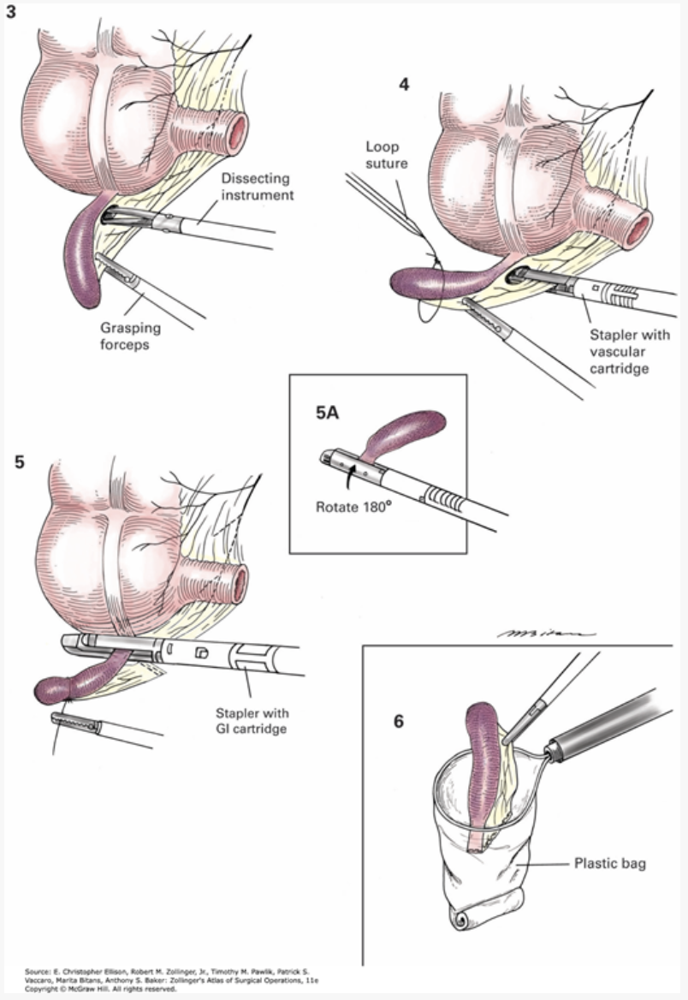 3
Dissecting
instrument
Grasping
forceps
4
Loop
suture
Stapler with
vascular
cartridge
5A
Rotate 180°
5
Stapler with
GI cartridge
6
Plastic bag
Source: E. Christopher Ellison, Robert M. Zollinger, Jr., Timothy M. Pawlik, Patrick S.
Vaccaro, Marita Bitans, Anthony S. Baker: Zollinger's Atlas of Surgical Operations, 11e
Copyright © McGraw Hill. All rights reserved.